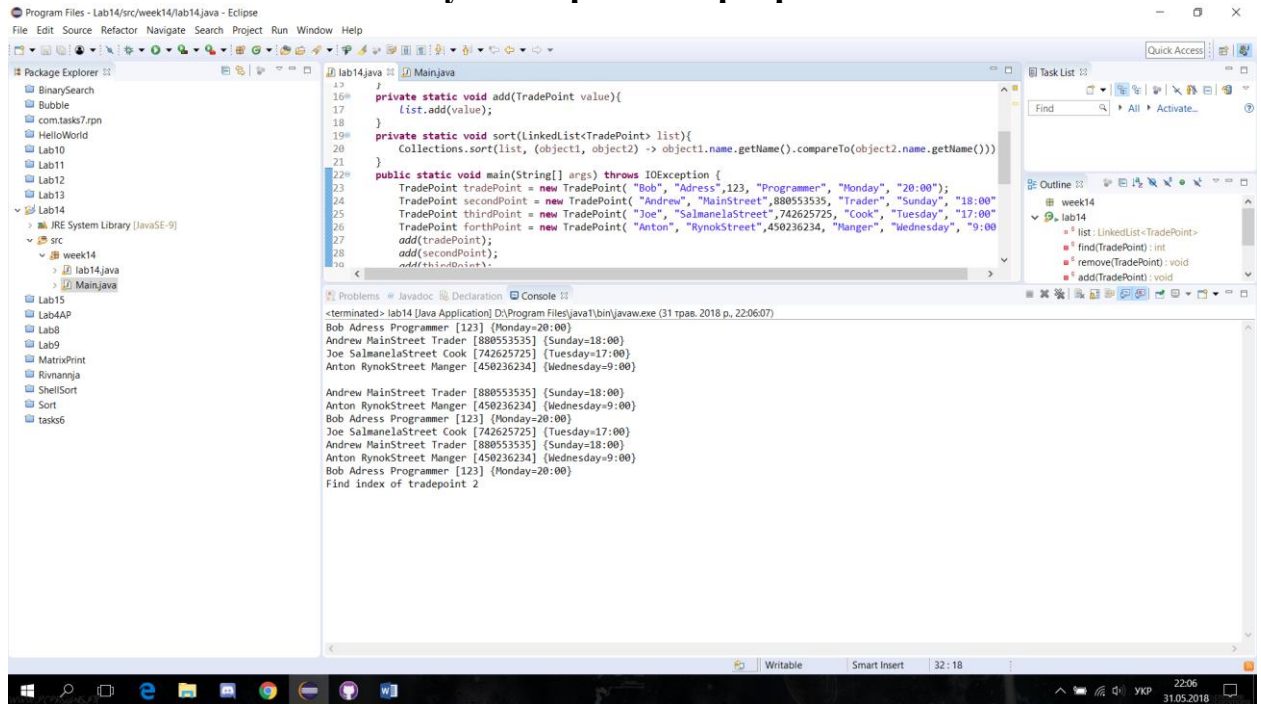 Program Files - Lab14/src/week14/lab14.java - Eclipse
File Edit Source Refactor Navigate Search Project Run Window Help
Quick Access
Package Explorer
BinarySearch
Bubble
com.tasks7.rpn
HelloWorld
Lab10
Lab11
Lab12
Lab13
Lab14
JRE System Library [JavaSE-9]
src
week14
lab14.java
Main.java
Lab15
Lab4AP
Lab8
Lab9
MatrixPrint
Rivnannja
ShellSort
Sort
tasks6
lab14.java Main.java
15 }
16 private static void add(TradePoint value){
17 list.add(value);
18 }
19 private static void sort(LinkedList<TradePoint> list){
20 Collections.sort(list, (object1, object2) -> object1.name.getName().compareTo(object2.name.getName()))
21 }
22 public static void main(String[] args) throws IOException {
23 TradePoint tradePoint = new TradePoint( "Bob", "Adress",123, "Programmer", "Monday", "20:00");
24 TradePoint secondPoint = new TradePoint( "Andrew", "MainStreet",880553535, "Trader", "Sunday", "18:00"
25 TradePoint thirdPoint = new TradePoint( "Joe", "SalmanelaStreet",742625725, "Cook", "Tuesday", "17:00"
26 TradePoint forthPoint = new TradePoint( "Anton", "RynokStreet",450236234, "Manger", "Wednesday", "9:00
27 add(tradePoint);
28 add(secondPoint);
29 add(thirdPoint);
Task List
Find All Activate...
Outline
week14
lab14
list : LinkedList<TradePoint>
find(TradePoint) : int
remove(TradePoint) : void
add(TradePoint) : void
Problems Javadoc Declaration Console
<terminated> lab14 [Java Application] D:\Program Files\java1\bin\javaw.exe (31 трав. 2018 р., 22:06:07)
Bob Adress Programmer [123] {Monday=20:00}
Andrew MainStreet Trader [880553535] {Sunday=18:00}
Joe SalmanelaStreet Cook [742625725] {Tuesday=17:00}
Anton RynokStreet Manger [450236234] {Wednesday=9:00}
Andrew MainStreet Trader [880553535] {Sunday=18:00}
Anton RynokStreet Manger [450236234] {Wednesday=9:00}
Bob Adress Programmer [123] {Monday=20:00}
Joe SalmanelaStreet Cook [742625725] {Tuesday=17:00}
Andrew MainStreet Trader [880553535] {Sunday=18:00}
Anton RynokStreet Manger [450236234] {Wednesday=9:00}
Bob Adress Programmer [123] {Monday=20:00}
Find index of tradepoint 2
Writable Smart Insert 32 : 18
УКР
22:06
31.05.2018